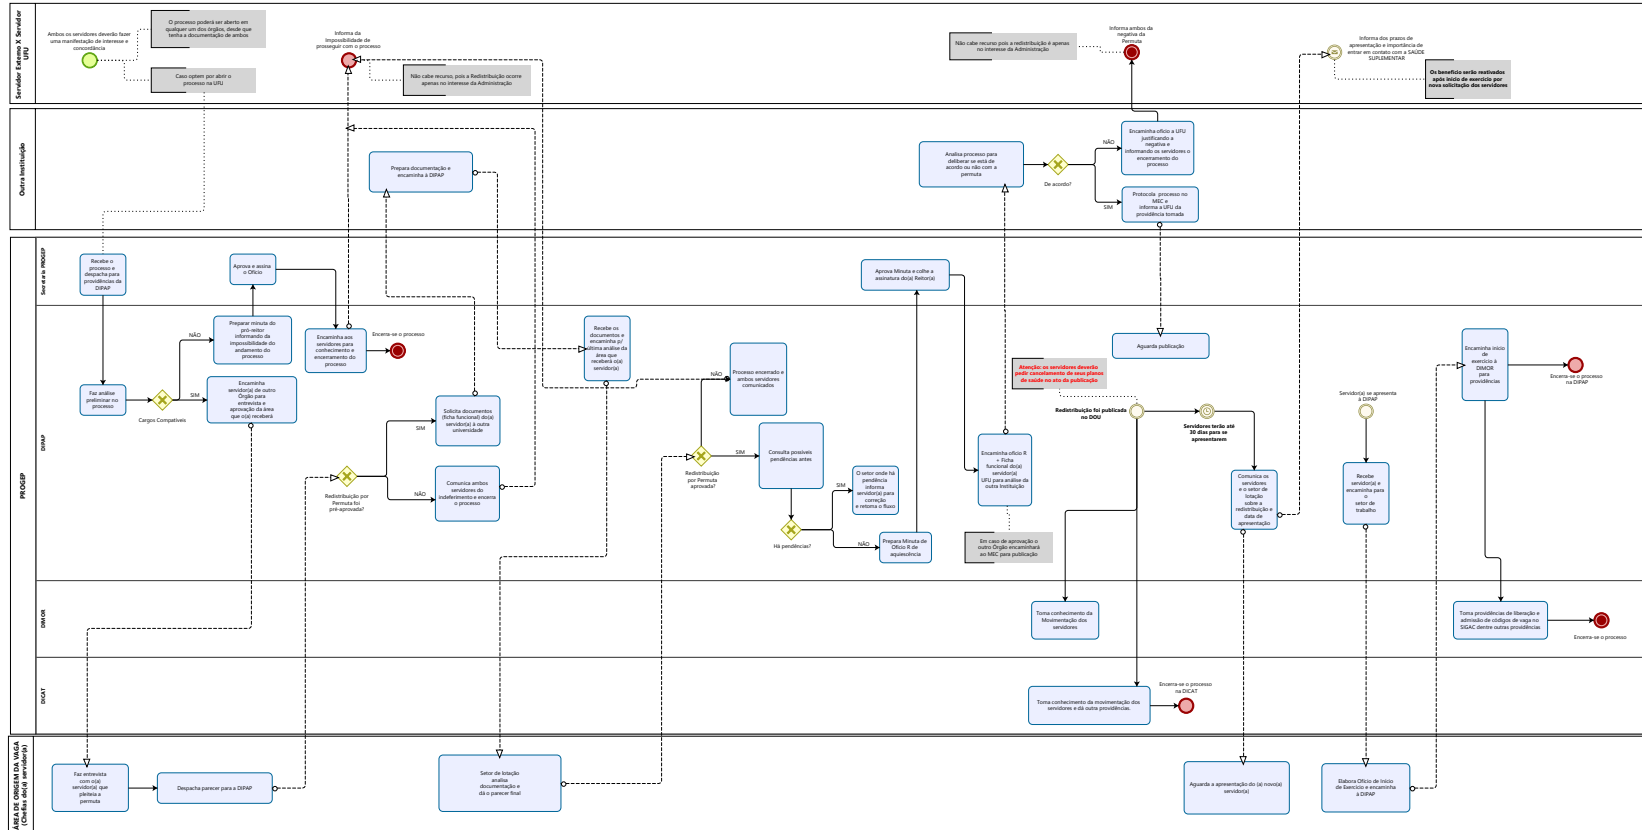 Servidor Externo X Servidor
UFU
Ambos os servidores deverão fazer
uma manifestação de interesse e
concordância
O processo poderá ser aberto em
qualquer um dos órgãos, desde que
tenha a documentação de ambos
Caso optem por abrir o
processo na UFU
Informa da
Impossibilidade de
proseguir com o processo
Não cabe recurso, pois a Redistribuição ocorre
apenas no interesse da Administração
Não cabe recurso pois a redistribuição é apenas
no interesse da Administração
Informa ambos da
negativa da
Permuta
Informa dos prazos de
apresentação e importância de
entrar em contato com a SAÚDE
SUPLEMENTAR
Os benefício serão reativados
após início de exercício por
nova solicitação dos servidores
Outra Instituição
Prepara documentação e
encaminha à DIPAP
Analisa processo para
deliberar se está de
acordo ou não com a
permuta
De acordo?
NÃO
SIM
Encaminha ofício a UFU
justificando a
negativa e
informando os servidores o
encerramento do
processo
Protocola processo no
MEC e
informa a UFU da
providência tomada
PROGEP
Secretaria PROGEP
Recebe o
processo e
despacha para
providências da
DIPAP
Aprova e assina
o Ofício
Aprova Minuta e colhe a
assinatura do(a) Reitor(a)
DIPAP
Faz análise
preliminar no
processo
Cargos Compatíveis
NÃO
SIM
Preparar minuta do
pró-reitor
informando da
impossibilidade do
andamento do
processo
Encaminha
servidor(a) de outro
Órgão para
entrevista e
aprovação da área
que o(a) receberá
Encaminha aos
servidores para
conhecimento e
encerramento do
processo
Encerra-se o processo
Redistribuição por
Permuta foi
pré-aprovada?
SIM
NÃO
Solicita documentos
(ficha funcional) do(a)
servidor(a) à outra
universidade
Comunica ambos
servidores do
indeferimento e encerra
o processo
Recebe os
documentos e
encaminha p/
última análise da
área que
receberá o(a)
servidor(a)
Redistribuição
por Permuta
aprovada?
NÃO
SIM
Processo encerrado e
ambos servidores
comunicados
Consulta possíveis
pendências antes
Há pendências?
SIM
NÃO
O setor onde há
pendência
informa
servidor(a) para
correção
e retorna o fluxo
Prepara Minuta de
Ofício R de
aquiescência
Encaminha ofício R
+ Ficha
funcional do(a)
servidor(a)
UFU para análise da
outra Instituição
Em caso de aprovação o
outro Órgão encaminhará
ao MEC para publicação
Aguarda publicação
Atenção: os servidores deverão
pedir cancelamento de seus planos
de saúde no ato da publicação
Redistribuição foi publicada
no DOU
Servidores terão até
30 dias para se
apresentarem
Comunica os
servidores
e o setor de
lotação
sobre a
redistribuição e
data de
apresentação
Servidor(a) se apresenta
à DIPAP
Recebe
servidor(a) e
encaminha para
o
setor de
trabalho
Encaminha início
de
exercício à
DIMOR
para
providências
Encerra-se o processo
na DIPAP
DIMOR
Toma conhecimento da
Movimentação dos
servidores
Toma providências de liberação e
admissão de códigos de vaga no
SIGAC dentre outras providências
Encerra-se o processo
DICAT
Toma conhecimento da movimentação dos
servidores e dá outra providências.
Encerra-se o processo
na DICAT
ÁREA DE ORIGEM DA VAGA
(Chefias do(a) servidor(a)
Faz entrevista
com o(a)
servidor(a) que
pleiteia a
permuta
Despacha parecer para a DIPAP
Setor de lotação
analisa
documentação e
dá o parecer final
Aguarda a apresentação do (a) novo(a)
servidor(a)
Elabora Ofício de Início
de Exercício e encaminha
à DIPAP